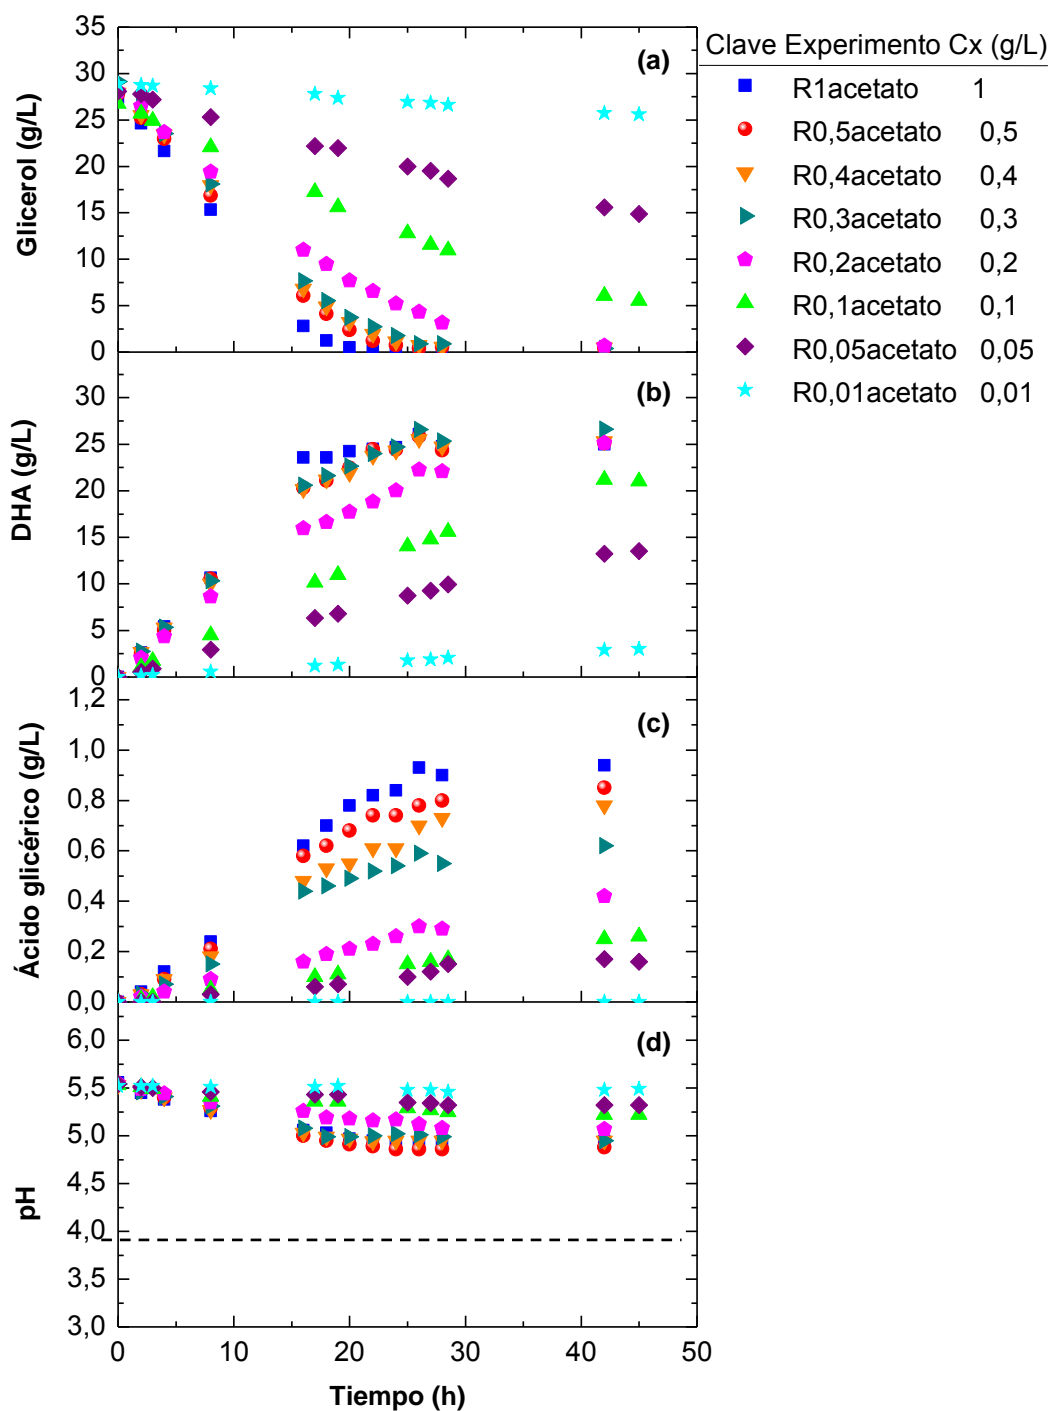 Clave Experimento Cx (g/L)
R1acetato 1
R0,5acetato 0,5
R0,4acetato 0,4
R0,3acetato 0,3
R0,2acetato 0,2
R0,1acetato 0,1
R0,05acetato 0,05
R0,01acetato 0,01
(a)
Glicerol (g/L)
35
30
25
20
15
10
5
0
(b)
DHA (g/L)
30
25
20
15
10
5
0
(c)
Ácido glicérico (g/L)
1,2
1,0
0,8
0,6
0,4
0,2
0,0
(d)
pH
6,0
5,5
5,0
4,5
4,0
3,5
3,0
0 10 20 30 40 50
Tiempo (h)